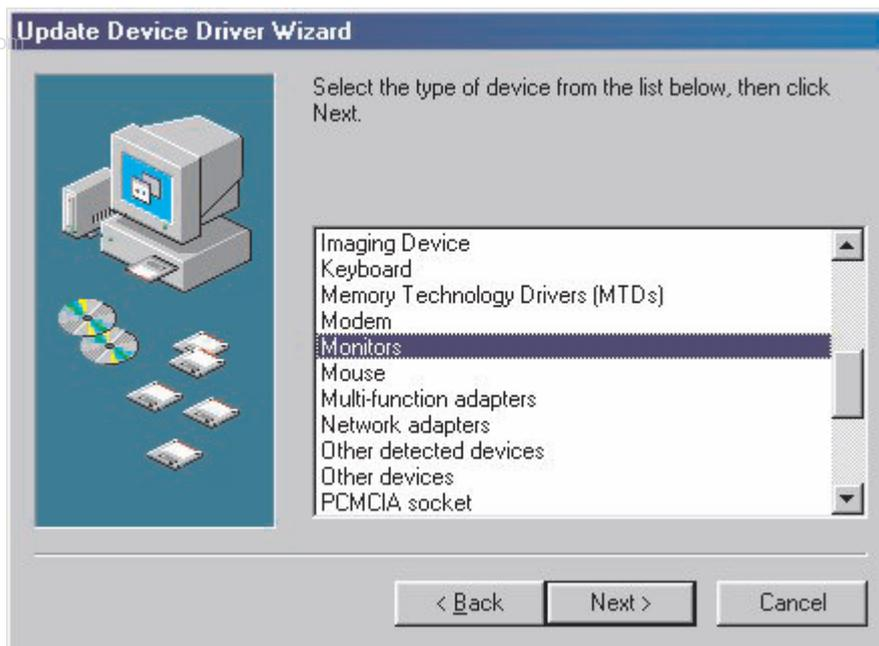 Update Device Driver Wizard
om
Select the type of device from the list below, then click
Next.
Imaging Device
Keyboard
Memory Technology Drivers (MTDs)
Modem
Monitors
Mouse
Multi-function adapters
Network adapters
Other detected devices
Other devices
PCMCIA socket
< Back
Next >
Cancel